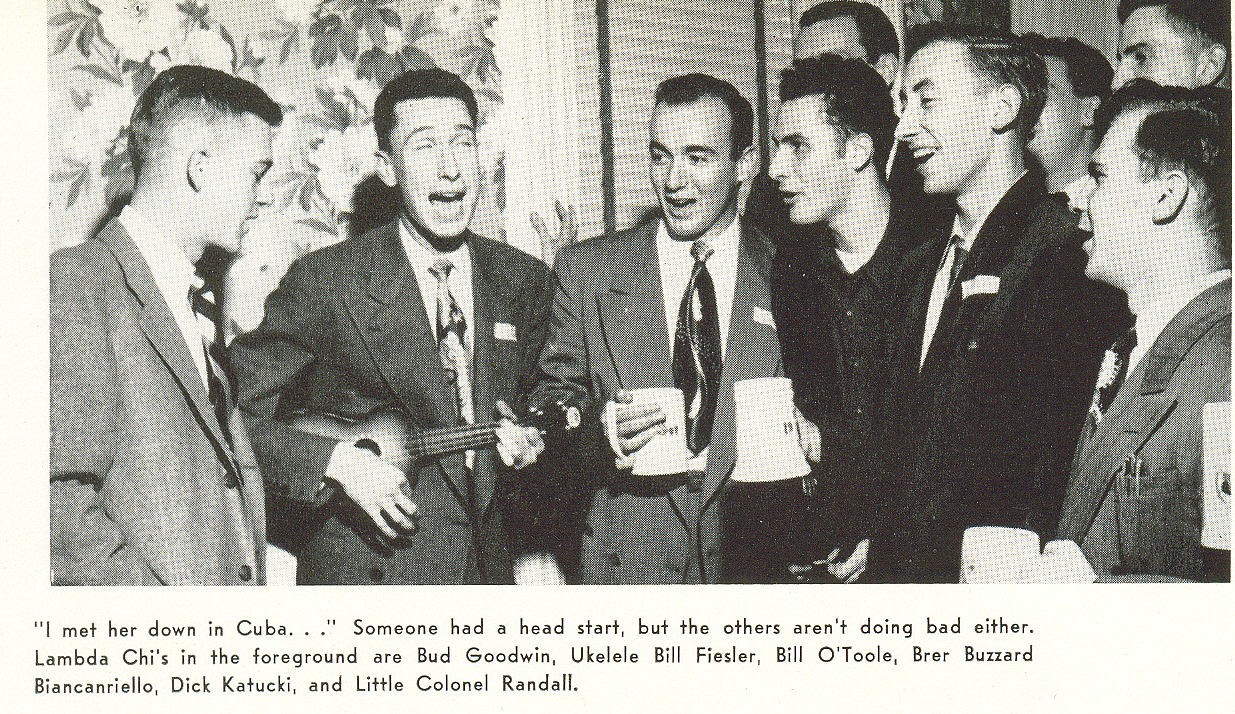 "I met her down in Cuba. . ." Someone had a head start, but the others aren't doing bad either.
Lambda Chi's in the foreground are Bud Goodwin, Ukelele Bill Fiesler, Bill O'Toole, Brer Buzzard
Biancanriello, Dick Katucki, and Little Colonel Randall.